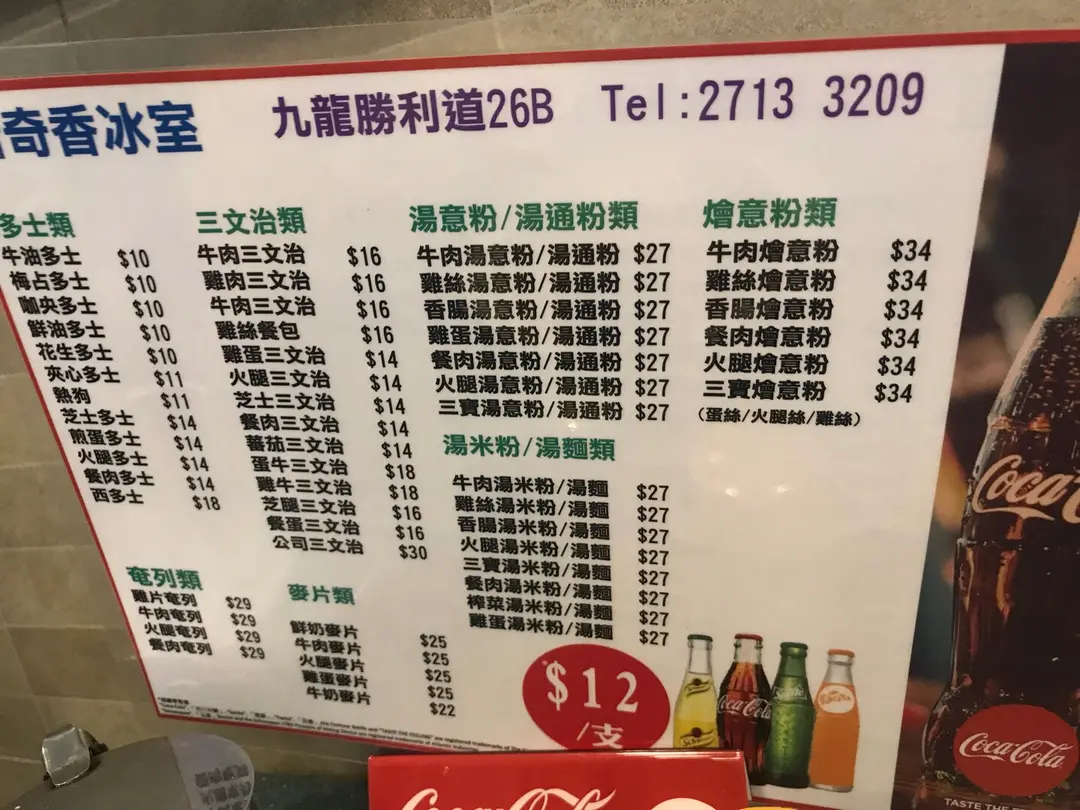 奇香冰室
九龍勝利道26B Tel:2713 3209
多士類
牛油多士 $10
梅占多士 $10
咖央多士 $10
鮮油多士 $10
花生多士 $10
夾心多士 $11
熱狗 $11
芝士多士 $14
煎蛋多士 $14
火腿多士 $14
餐肉多士 $14
西多士 $18
三文治類
牛肉三文治 $16
雞肉三文治 $16
牛肉三文治 $16
雞絲餐包 $16
雞蛋三文治 $14
火腿三文治 $14
芝士三文治 $14
餐肉三文治 $14
蕃茄三文治 $14
蛋牛三文治 $18
雞牛三文治 $18
芝腿三文治 $16
餐蛋三文治 $16
公司三文治 $30
湯意粉/湯通粉類
牛肉湯意粉/湯通粉 $27
雞絲湯意粉/湯通粉 $27
香腸湯意粉/湯通粉 $27
雞蛋湯意粉/湯通粉 $27
餐肉湯意粉/湯通粉 $27
火腿湯意粉/湯通粉 $27
三寶湯意粉/湯通粉 $27
湯米粉/湯麵類
牛肉湯米粉/湯麵 $27
雞絲湯米粉/湯麵 $27
香腸湯米粉/湯麵 $27
火腿湯米粉/湯麵 $27
三寶湯米粉/湯麵 $27
餐肉湯米粉/湯麵 $27
榨菜湯米粉/湯麵 $27
雞蛋湯米粉/湯麵 $27
燴意粉類
牛肉燴意粉 $34
雞絲燴意粉 $34
香腸燴意粉 $34
餐肉燴意粉 $34
火腿燴意粉 $34
三寶燴意粉 $34
(蛋絲/火腿絲/雞絲)
奄列類
雞片奄列 $29
牛肉奄列 $29
火腿奄列 $29
餐肉奄列 $29
麥片類
鮮奶麥片 $25
牛肉麥片 $25
火腿麥片 $25
雞蛋麥片 $25
牛奶麥片 $22
$12
/支
Coca-Cola
Coca-Cola
Coca-Cola
TASTE THE
Coca-Cola